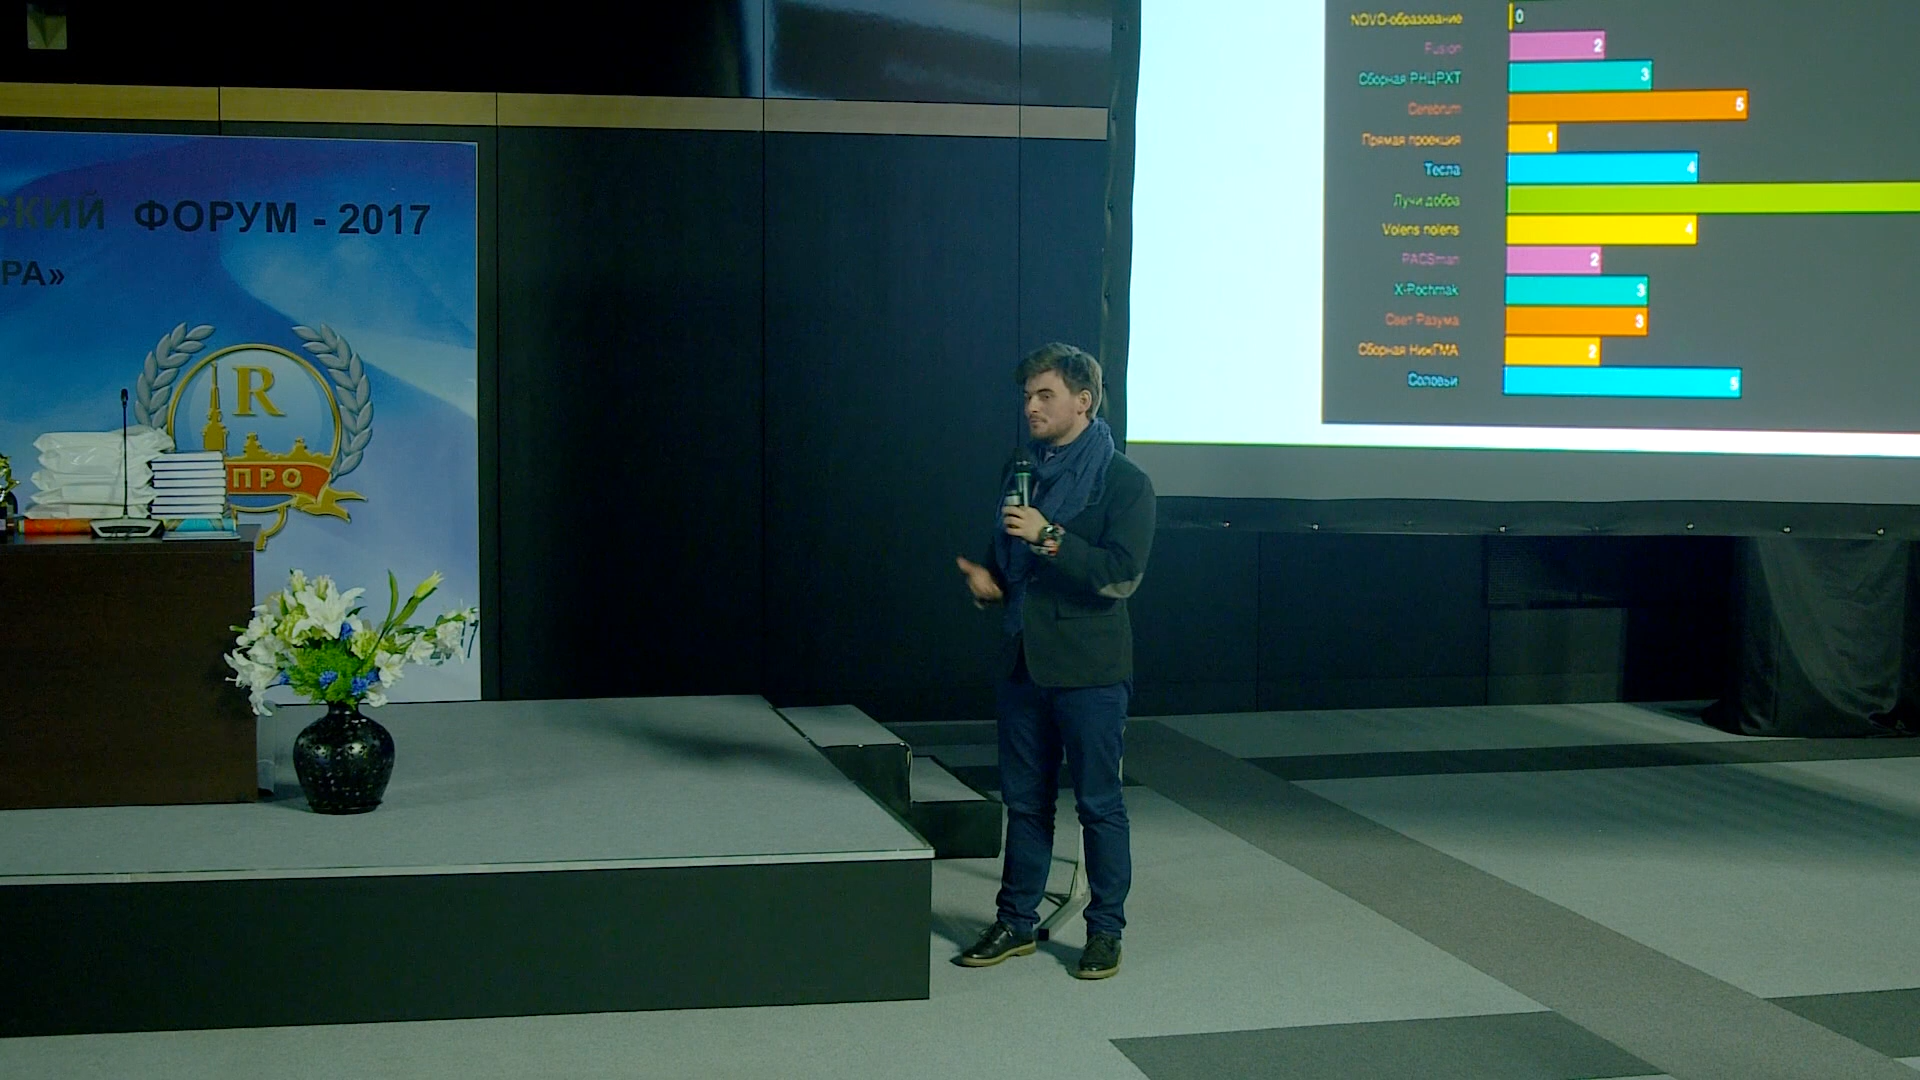 СКИЙ ФОРУМ - 2017
РА»
R
ПРО
17
NOVO-образование 0
Fusion 2
Сборная РНЦРХТ 3
Cerebrum 5
Прямая проекция 1
Тесла 4
Лучи добра
Volens nolens 4
PACSman 2
X-Pochmak 3
Свет Разума 3
Сборная НижГМА 2
Соловьи 5